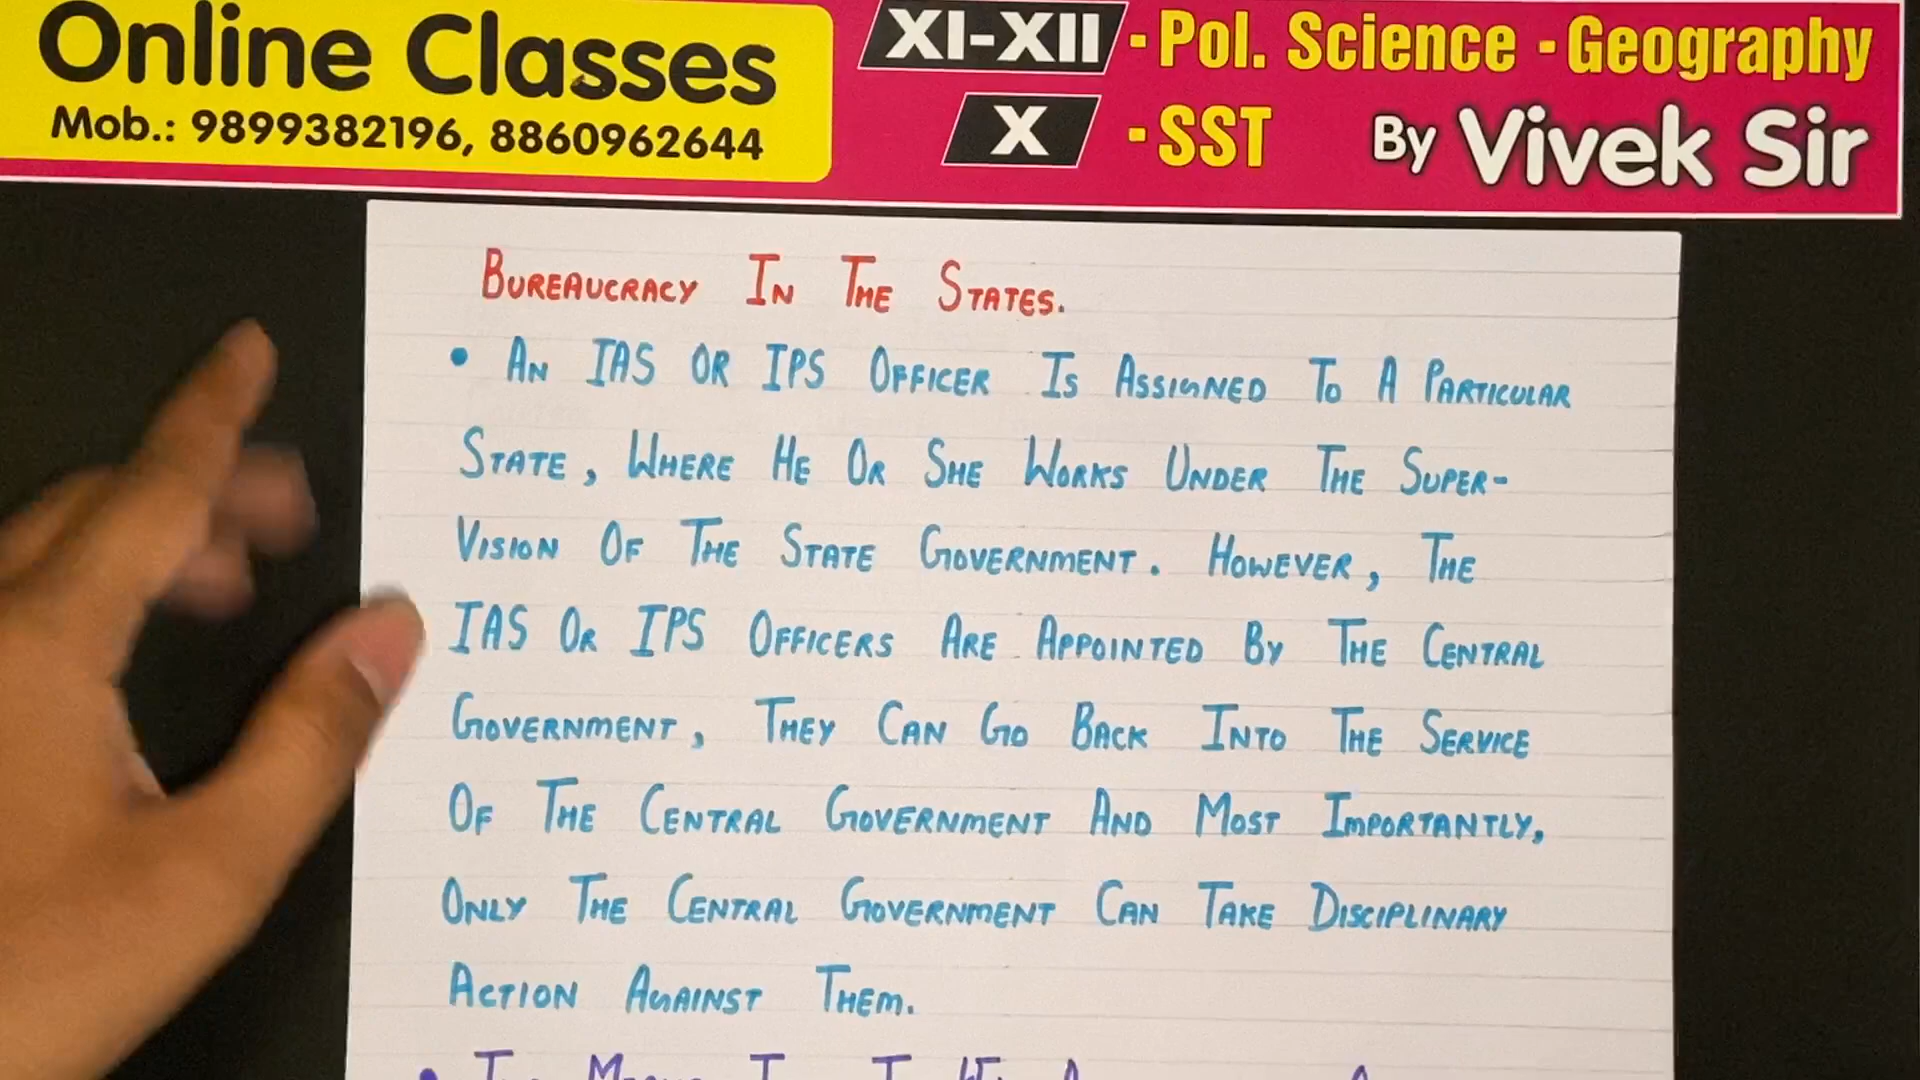 Online Classes
Mob.: 9899382196, 8860962644
XI-XII - Pol. Science - Geography
X - SST By Vivek Sir
BUREAUCRACY IN THE STATES.
• AN IAS OR IPS OFFICER IS ASSIGNED TO A PARTICULAR
STATE, WHERE HE OR SHE WORKS UNDER THE SUPER-
VISION OF THE STATE GOVERNMENT. HOWEVER, THE
IAS OR IPS OFFICERS ARE APPOINTED BY THE CENTRAL
GOVERNMENT, THEY CAN GO BACK INTO THE SERVICE
OF THE CENTRAL GOVERNMENT AND MOST IMPORTANTLY,
ONLY THE CENTRAL GOVERNMENT CAN TAKE DISCIPLINARY
ACTION AGAINST THEM.